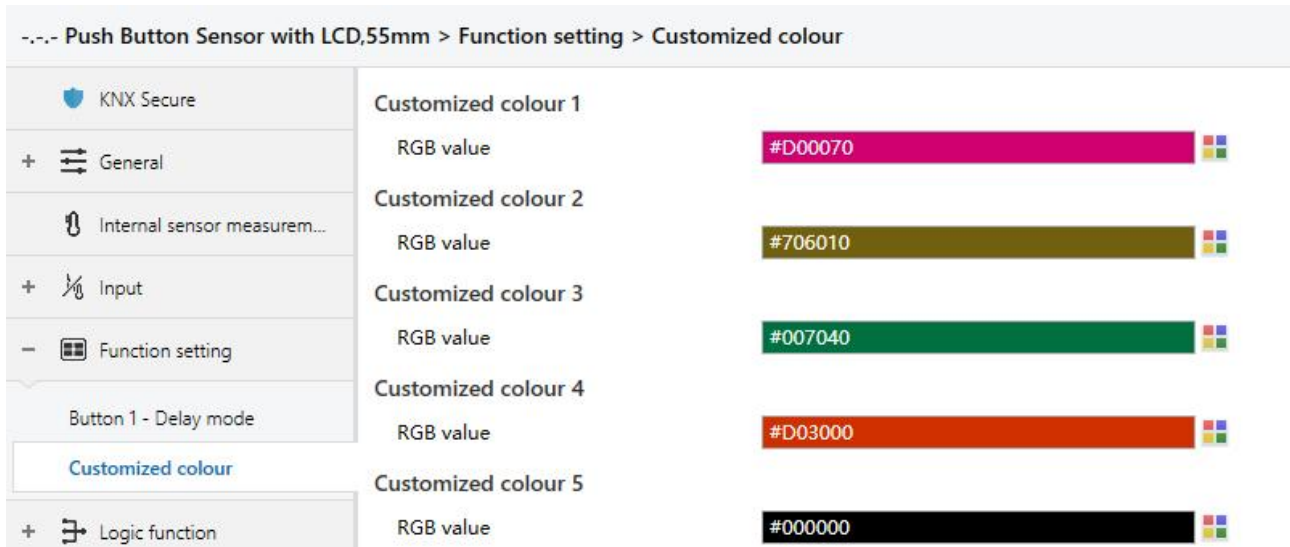 -.-.- Push Button Sensor with LCD,55mm > Function setting > Customized colour
KNX Secure
+ General
Internal sensor measurem...
+ Input
− Function setting
Button 1 - Delay mode
Customized colour
+ Logic function
Customized colour 1
RGB value #D00070
Customized colour 2
RGB value #706010
Customized colour 3
RGB value #007040
Customized colour 4
RGB value #D03000
Customized colour 5
RGB value #000000